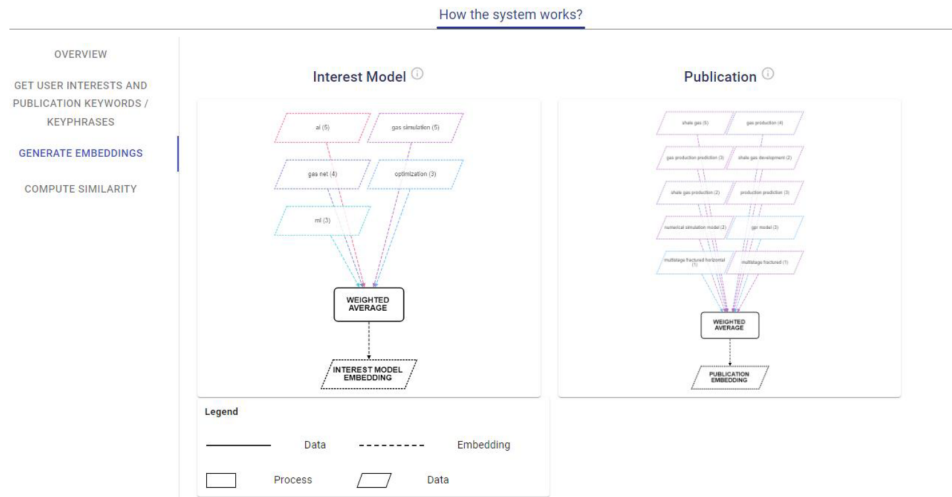 How the system works?
OVERVIEW
GET USER INTERESTS AND
PUBLICATION KEYWORDS /
KEYPHRASES
GENERATE EMBEDDINGS
COMPUTE SIMILARITY
Interest Model
ai (5)
gas simulation (5)
gas net (4)
optimization (3)
ml (3)
WEIGHTED
AVERAGE
INTEREST MODEL
EMBEDDING
Publication
shale gas (5)
gas production (4)
gas production prediction (3)
shale gas development (2)
shale gas production (2)
production prediction (3)
numerical simulation model (2)
gpr model (2)
multistage fractured horizontal
(1)
multistage fractured (1)
WEIGHTED
AVERAGE
PUBLICATION
EMBEDDING
Legend
Data
Embedding
Process
Data